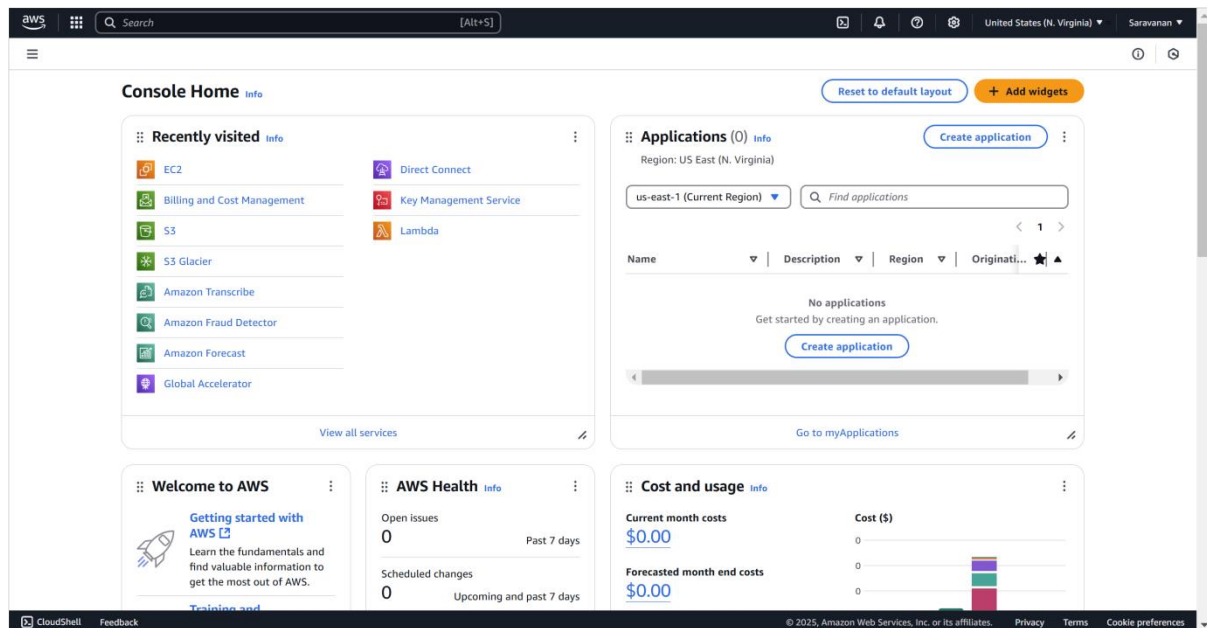 aws
Search [Alt+S]
United States (N. Virginia)
Saravanan
Console Home Info
Reset to default layout
+ Add widgets
Recently visited Info
EC2
Billing and Cost Management
S3
S3 Glacier
Amazon Transcribe
Amazon Fraud Detector
Amazon Forecast
Global Accelerator
Direct Connect
Key Management Service
Lambda
View all services
Applications (0) Info
Create application
Region: US East (N. Virginia)
us-east-1 (Current Region)
Find applications
1
Name Description Region Originati...
No applications
Get started by creating an application.
Create application
Go to myApplications
Welcome to AWS
Getting started with
AWS
Learn the fundamentals and
find valuable information to
get the most out of AWS.
Training and
AWS Health Info
Open issues
0 Past 7 days
Scheduled changes
0 Upcoming and past 7 days
Cost and usage Info
Current month costs
$0.00
Forecasted month end costs
$0.00
Cost ($)
0
0
0
CloudShell Feedback
© 2025, Amazon Web Services, Inc. or its affiliates. Privacy Terms Cookie preferences